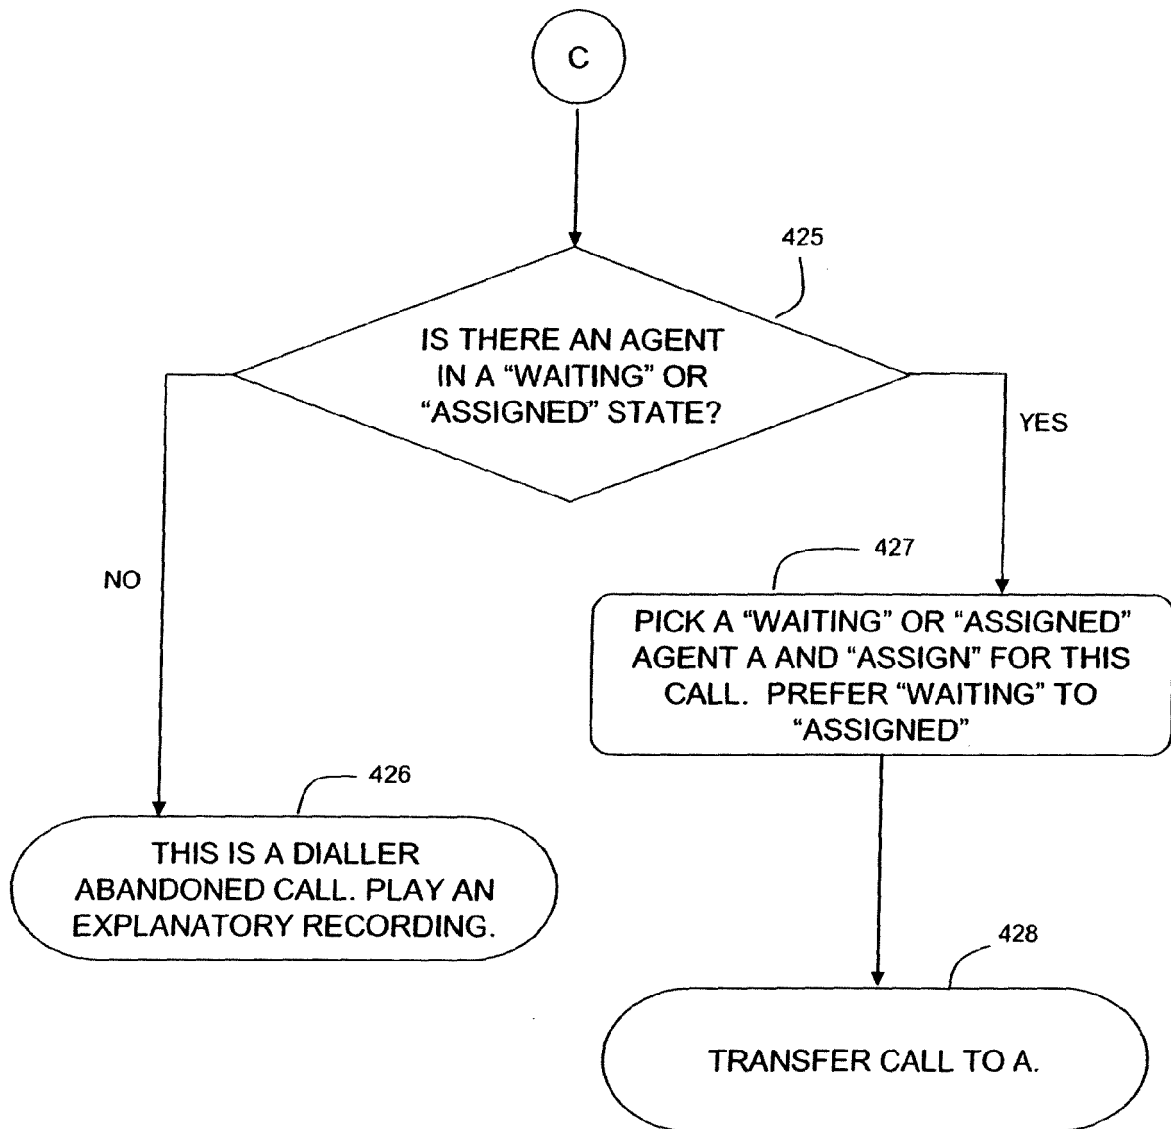 C
425
IS THERE AN AGENT
IN A “WAITING” OR
“ASSIGNED” STATE?
YES
NO
427
PICK A “WAITING” OR “ASSIGNED”
AGENT A AND “ASSIGN” FOR THIS
CALL. PREFER “WAITING” TO
“ASSIGNED”
426
THIS IS A DIALLER
ABANDONED CALL. PLAY AN
EXPLANATORY RECORDING.
428
TRANSFER CALL TO A.